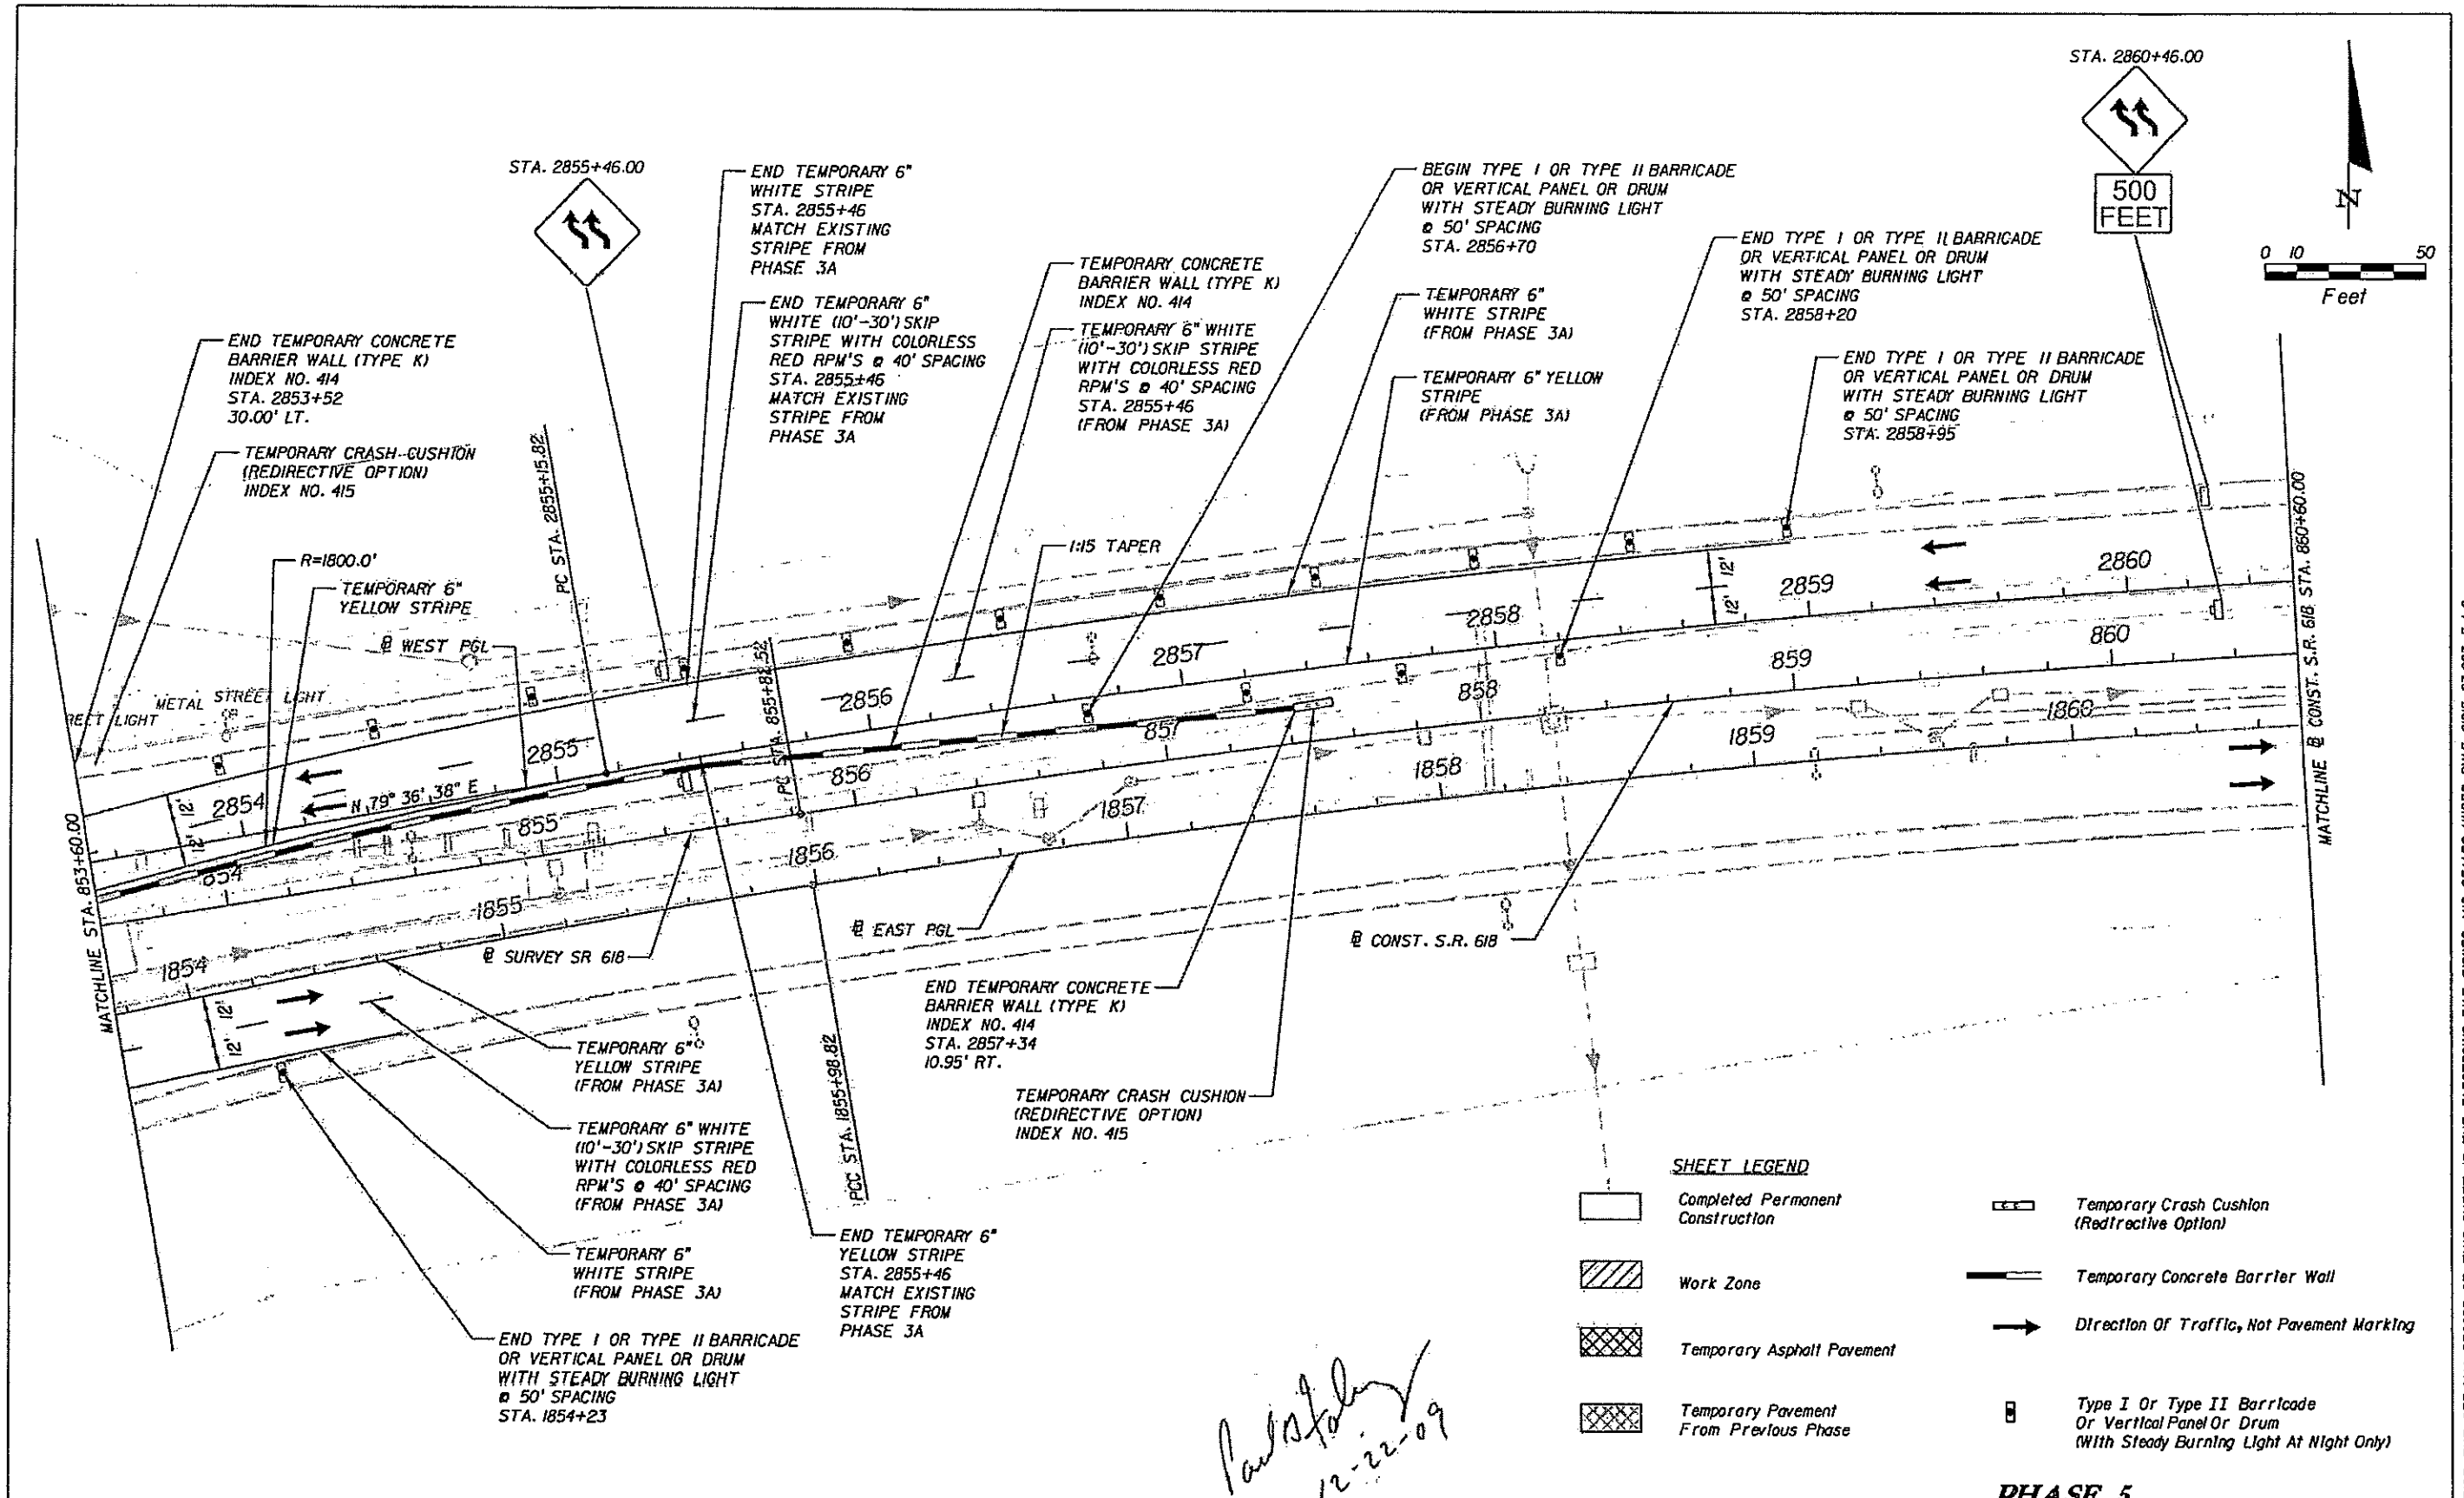 STA. 2860+46.00
500
FEET
N
0 10 50
Feet
STA. 2855+46.00
END TEMPORARY 6"
WHITE STRIPE
STA. 2855+46
MATCH EXISTING
STRIPE FROM
PHASE 3A
BEGIN TYPE I OR TYPE II BARRICADE
OR VERTICAL PANEL OR DRUM
WITH STEADY BURNING LIGHT
@ 50' SPACING
STA. 2856+70
END TYPE I OR TYPE II BARRICADE
OR VERTICAL PANEL OR DRUM
WITH STEADY BURNING LIGHT
@ 50' SPACING
STA. 2858+20
TEMPORARY CONCRETE
BARRIER WALL (TYPE K)
INDEX NO. 414
END TEMPORARY 6"
WHITE (10'-30') SKIP
STRIPE WITH COLORLESS
RED RPM'S @ 40' SPACING
STA. 2855±46
MATCH EXISTING
STRIPE FROM
PHASE 3A
TEMPORARY 6"
WHITE STRIPE
(FROM PHASE 3A)
TEMPORARY 6" WHITE
(10'-30') SKIP STRIPE
WITH COLORLESS RED
RPM'S @ 40' SPACING
STA. 2855+46
(FROM PHASE 3A)
END TEMPORARY CONCRETE
BARRIER WALL (TYPE K)
INDEX NO. 414
STA. 2853+52
30.00' LT.
END TYPE I OR TYPE II BARRICADE
OR VERTICAL PANEL OR DRUM
WITH STEADY BURNING LIGHT
@ 50' SPACING
STA. 2858+95
TEMPORARY 6" YELLOW
STRIPE
(FROM PHASE 3A)
TEMPORARY CRASH CUSHION
(REDIRECTIVE OPTION)
INDEX NO. 415
PC STA. 2855+15.82
R=1800.0'
1:15 TAPER
TEMPORARY 6"
YELLOW STRIPE
WEST PGL
METAL STREET LIGHT
REET LIGHT
PC STA. 855+82.52
12'
12'
2854
2855
2856
2857
2858
2859
2860
N 79° 36' 38" E
854
855
856
857
858
859
860
1854
1855
1856
1857
1858
1859
1860
12'
12'
12'
12'
MATCHLINE STA. 853+60.00
MATCHLINE @ CONST. S.R. 618 STA. 860+60.00
SURVEY SR 618
EAST PGL
CONST. S.R. 618
PCC STA. 1855+98.82
END TEMPORARY CONCRETE
BARRIER WALL (TYPE K)
INDEX NO. 414
STA. 2857+34
10.95' RT.
TEMPORARY 6"
YELLOW STRIPE
(FROM PHASE 3A)
TEMPORARY CRASH CUSHION
(REDIRECTIVE OPTION)
INDEX NO. 415
TEMPORARY 6" WHITE
(10'-30') SKIP STRIPE
WITH COLORLESS RED
RPM'S @ 40' SPACING
(FROM PHASE 3A)
END TEMPORARY 6"
YELLOW STRIPE
STA. 2855+46
MATCH EXISTING
STRIPE FROM
PHASE 3A
TEMPORARY 6"
WHITE STRIPE
(FROM PHASE 3A)
END TYPE I OR TYPE II BARRICADE
OR VERTICAL PANEL OR DRUM
WITH STEADY BURNING LIGHT
@ 50' SPACING
STA. 1854+23
SHEET LEGEND
Completed Permanent
Construction
Work Zone
Temporary Asphalt Pavement
Temporary Pavement
From Previous Phase
Temporary Crash Cushion
(Redirective Option)
Temporary Concrete Barrier Wall
Direction Of Traffic, Not Pavement Marking
Type I Or Type II Barricade
Or Vertical Panel Or Drum
(With Steady Burning Light At Night Only)
12-22-09
PHASE 5